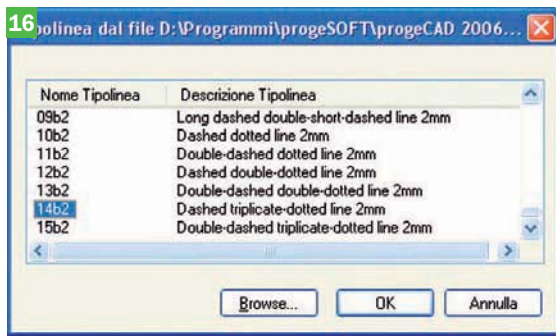 16
polinea dal file D:\Programmi\progeSOFT\progeCAD 2006...
Nome Tipolinea Descrizione Tipolinea
09b2 Long dashed double-short-dashed line 2mm
10b2 Dashed dotted line 2mm
11b2 Double-dashed dotted line 2mm
12b2 Dashed double-dotted line 2mm
13b2 Double-dashed double-dotted line 2mm
14b2 Dashed triplicate-dotted line 2mm
15b2 Double-dashed triplicate-dotted line 2mm
Browse... OK Annulla